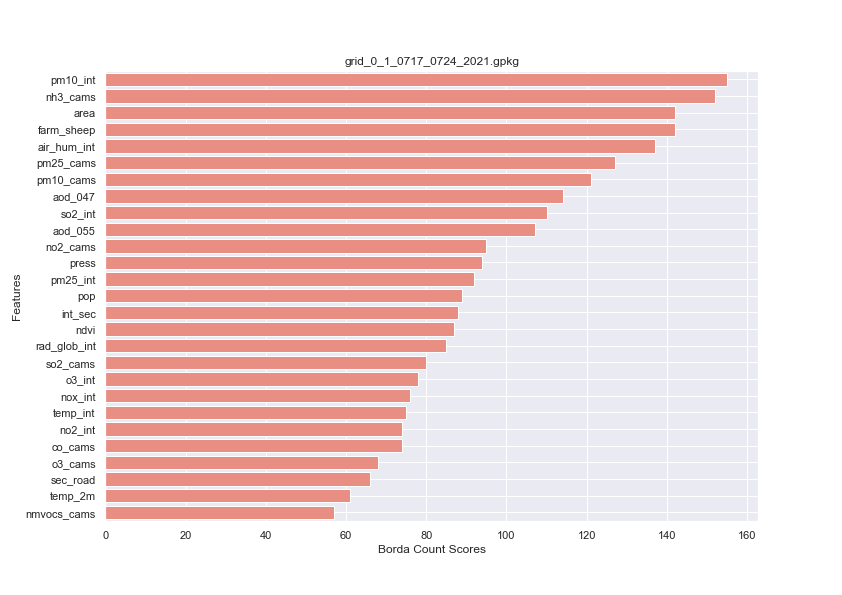 grid_0_1_0717_0724_2021.gpkg
Features
pm10_int
nh3_cams
area
farm_sheep
air_hum_int
pm25_cams
pm10_cams
aod_047
so2_int
aod_055
no2_cams
press
pm25_int
pop
int_sec
ndvi
rad_glob_int
so2_cams
o3_int
nox_int
temp_int
no2_int
co_cams
o3_cams
sec_road
temp_2m
nmvocs_cams
0 20 40 60 80 100 120 140 160
Borda Count Scores